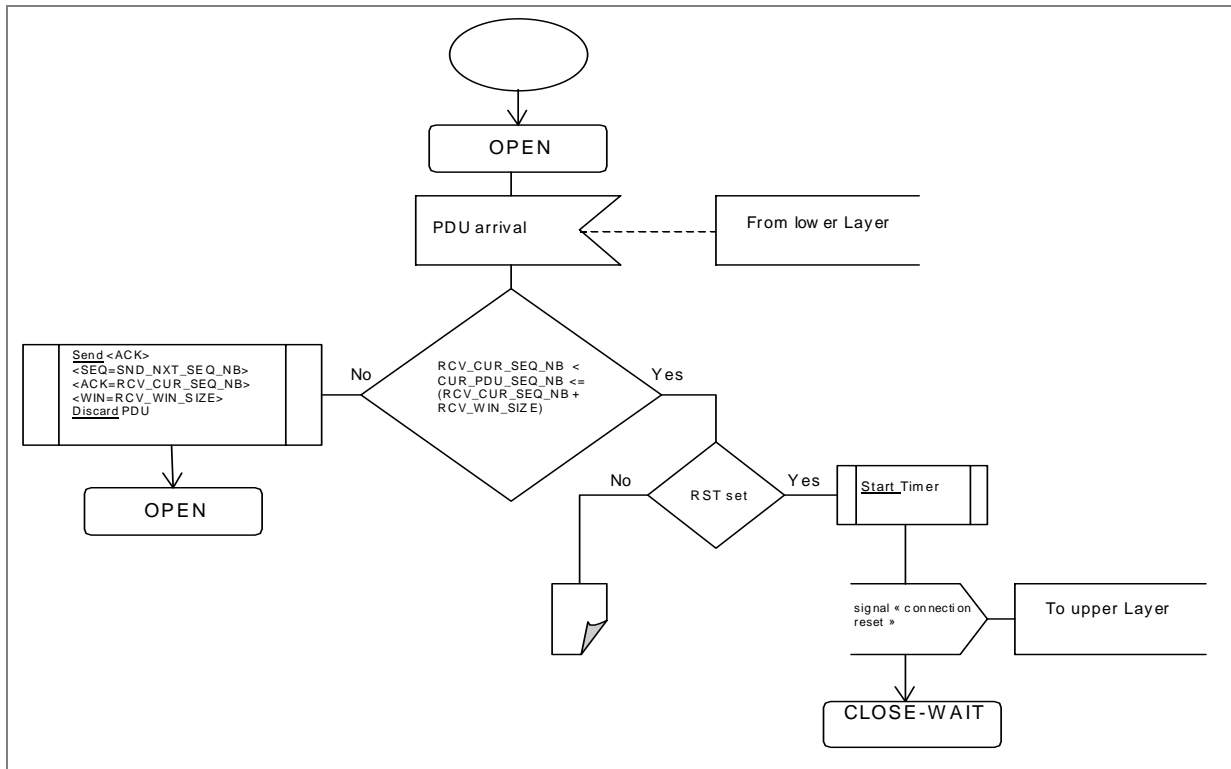 OPEN
PDU arrival
From lower Layer
RCV_CUR_SEQ_NB <
CUR_PDU_SEQ_NB <=
(RCV_CUR_SEQ_NB +
RCV_WIN_SIZE)
No
Yes
Send <ACK>
<SEQ=SND_NXT_SEQ_NB>
<ACK=RCV_CUR_SEQ_NB>
<WIN=RCV_WIN_SIZE>
Discard PDU
OPEN
RST set
No
Yes
Start Timer
signal « connection
reset »
To upper Layer
CLOSE-WAIT